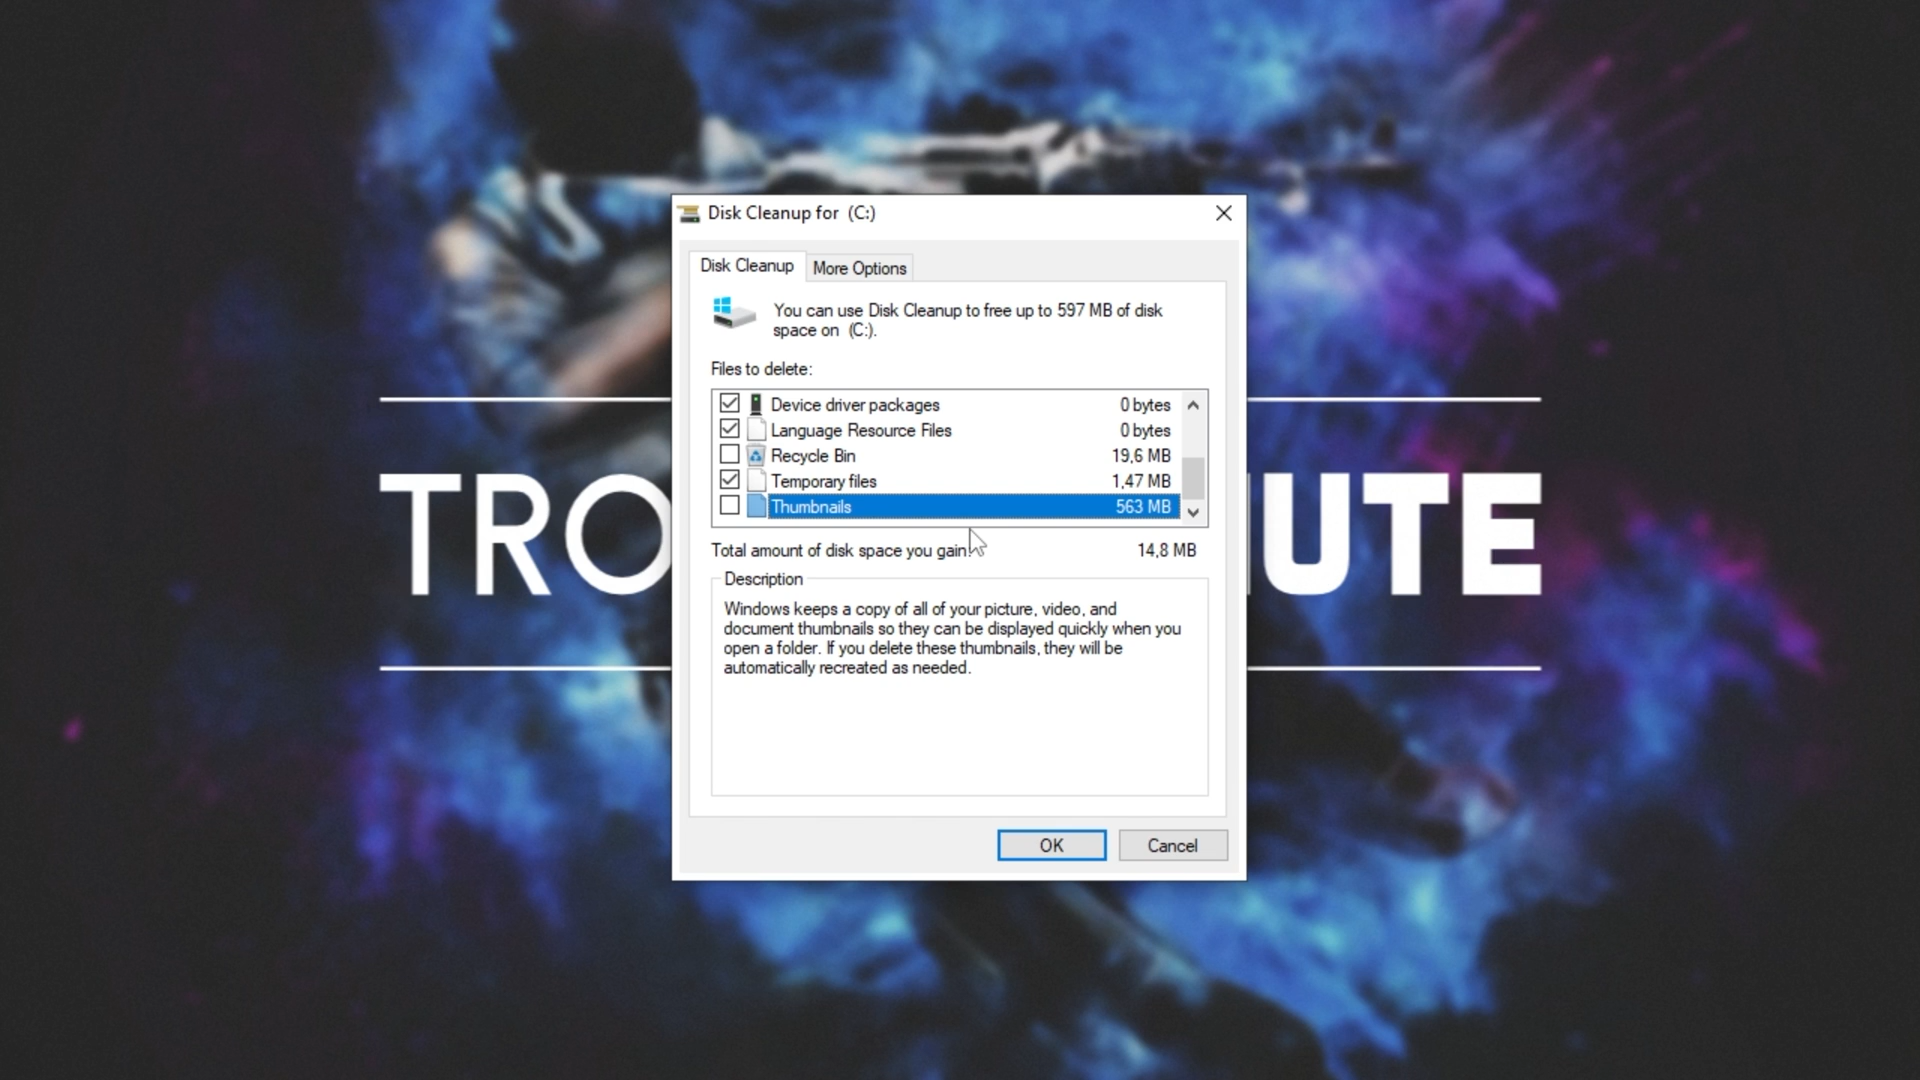 Disk Cleanup for (C:)
Disk Cleanup
More Options
You can use Disk Cleanup to free up to 597 MB of disk
space on (C:).
Files to delete:
Device driver packages 0 bytes
Language Resource Files 0 bytes
Recycle Bin 19,6 MB
Temporary files 1,47 MB
Thumbnails 563 MB
Total amount of disk space you gain: 14,8 MB
Description
Windows keeps a copy of all of your picture, video, and
document thumbnails so they can be displayed quickly when you
open a folder. If you delete these thumbnails, they will be
automatically recreated as needed.
OK
Cancel